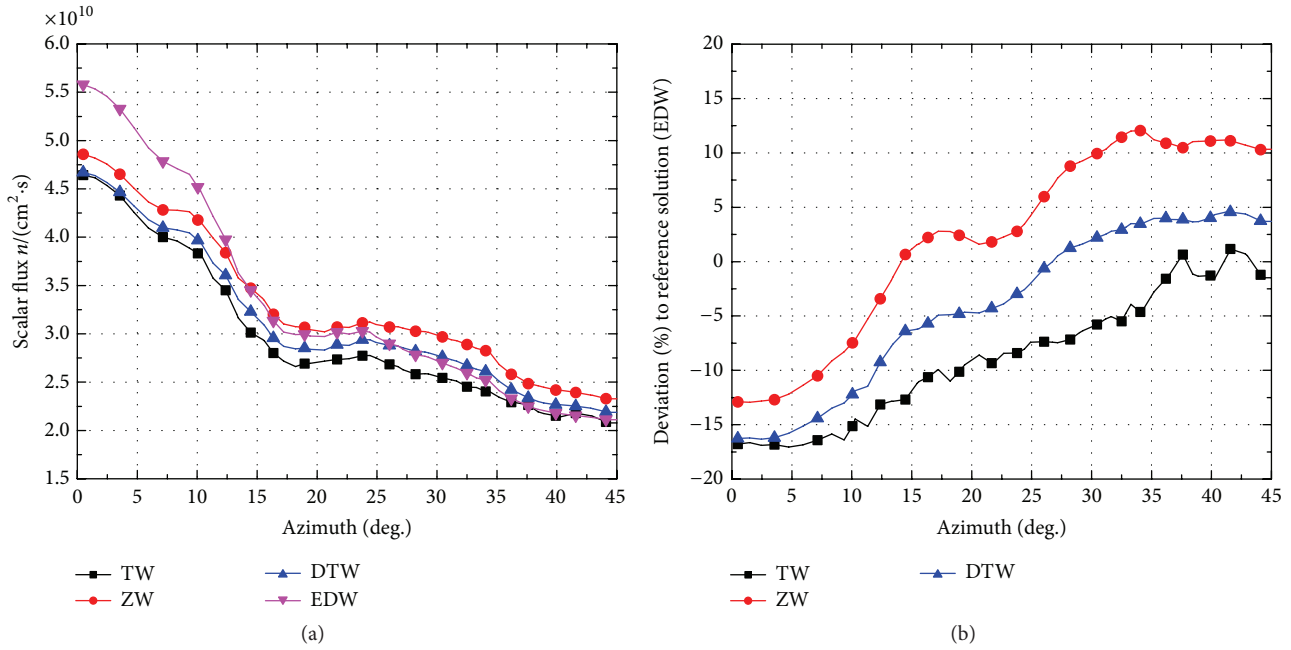 ×10¹⁰
6.0
5.5
5.0
4.5
4.0
3.5
3.0
2.5
2.0
1.5
Scalar flux n/(cm²·s)
0 5 10 15 20 25 30 35 40 45
Azimuth (deg.)
TW
ZW
DTW
EDW
(a)
20
15
10
5
0
−5
−10
−15
−20
Deviation (%) to reference solution (EDW)
0 5 10 15 20 25 30 35 40 45
Azimuth (deg.)
TW
ZW
DTW
(b)